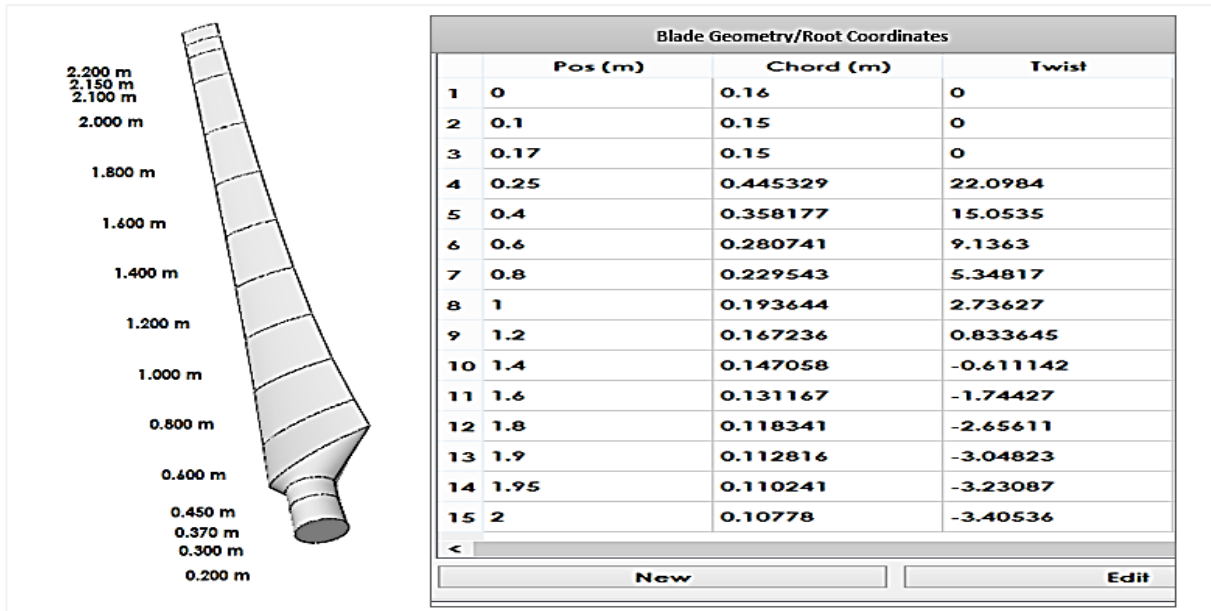 2.200 m
2.150 m
2.100 m
2.000 m
1.800 m
1.600 m
1.400 m
1.200 m
1.000 m
0.800 m
0.600 m
0.450 m
0.370 m
0.300 m
0.200 m
Blade Geometry/Root Coordinates
Pos (m) Chord (m) Twist
1 0 0.16 0
2 0.1 0.15 0
3 0.17 0.15 0
4 0.25 0.445329 22.0984
5 0.4 0.358177 15.0535
6 0.6 0.280741 9.1363
7 0.8 0.229543 5.34817
8 1 0.193644 2.73627
9 1.2 0.167236 0.833645
10 1.4 0.147058 -0.611142
11 1.6 0.131167 -1.74427
12 1.8 0.118341 -2.65611
13 1.9 0.112816 -3.04823
14 1.95 0.110241 -3.23087
15 2 0.10778 -3.40536
<
New Edit